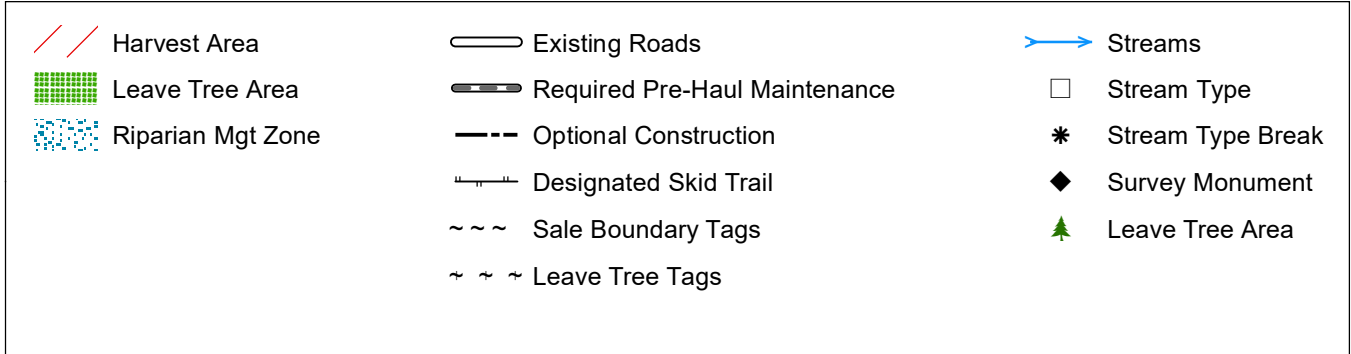 Harvest Area
Leave Tree Area
Riparian Mgt Zone
Existing Roads
Required Pre-Haul Maintenance
Optional Construction
Designated Skid Trail
Sale Boundary Tags
Leave Tree Tags
Streams
Stream Type
Stream Type Break
Survey Monument
Leave Tree Area